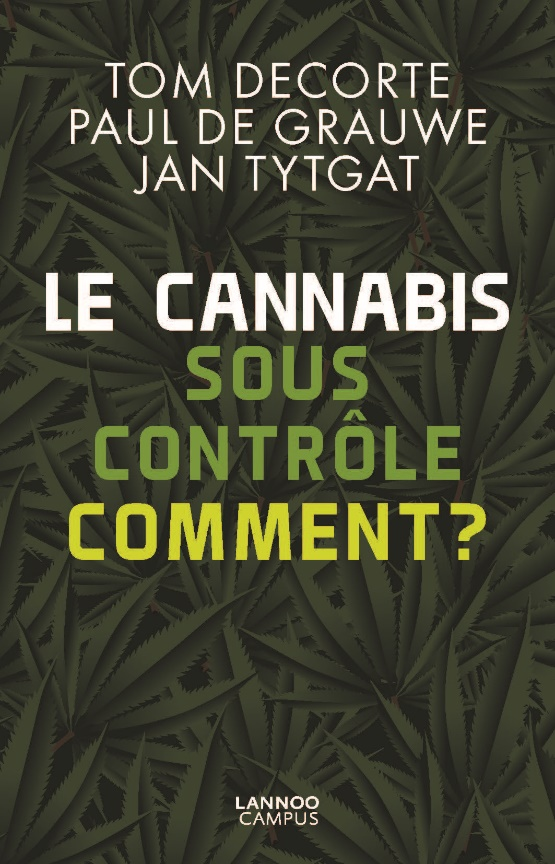 TOM DECORTE
PAUL DE GRAUWE
JAN TYTGAT
LE CANNABIS
SOUS
CONTRÔLE
COMMENT?
LANNOO
CAMPUS